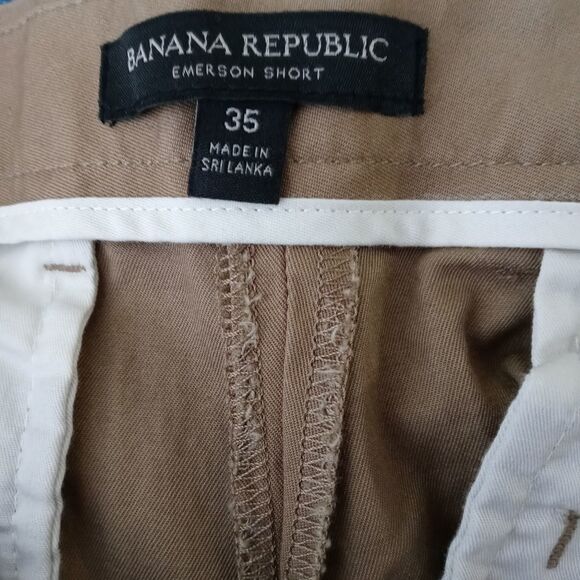 BANANA REPUBLIC
EMERSON SHORT
35
MADE IN
SRI LANKA